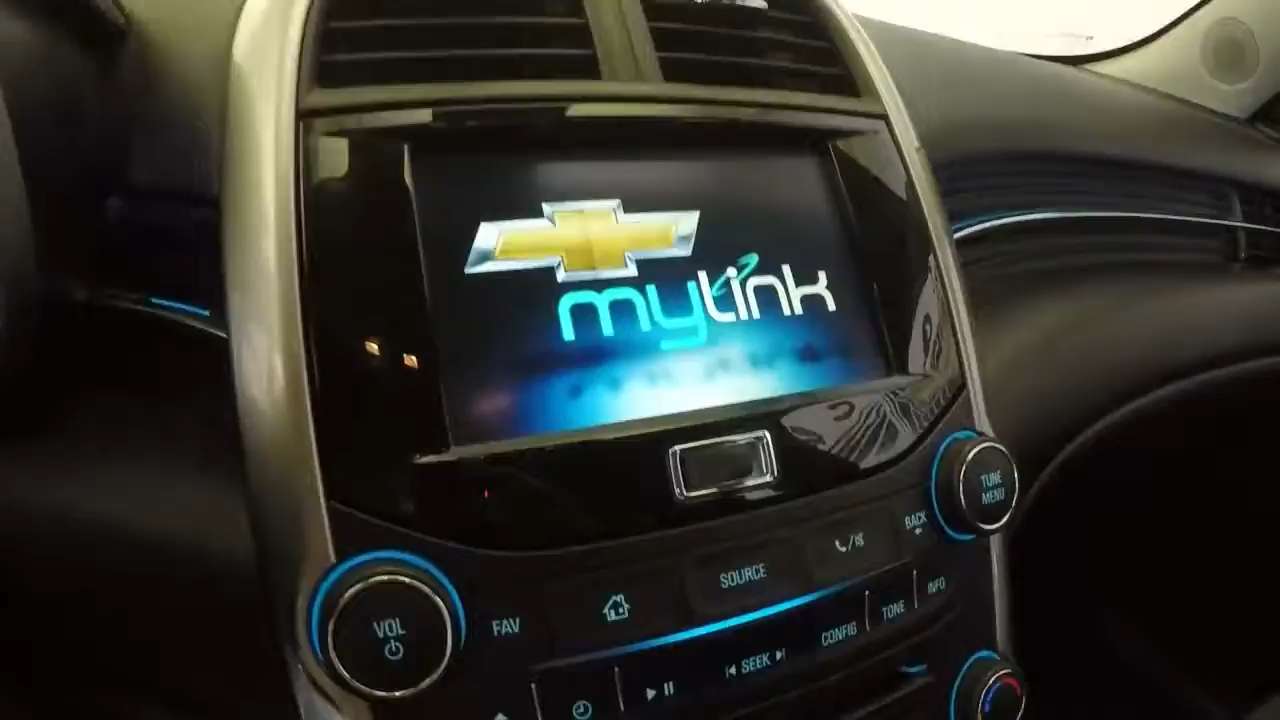 mylink
TUNE
MENU
BACK
SOURCE
VOL
FAV
INFO
TONE
CONFIG
SEEK